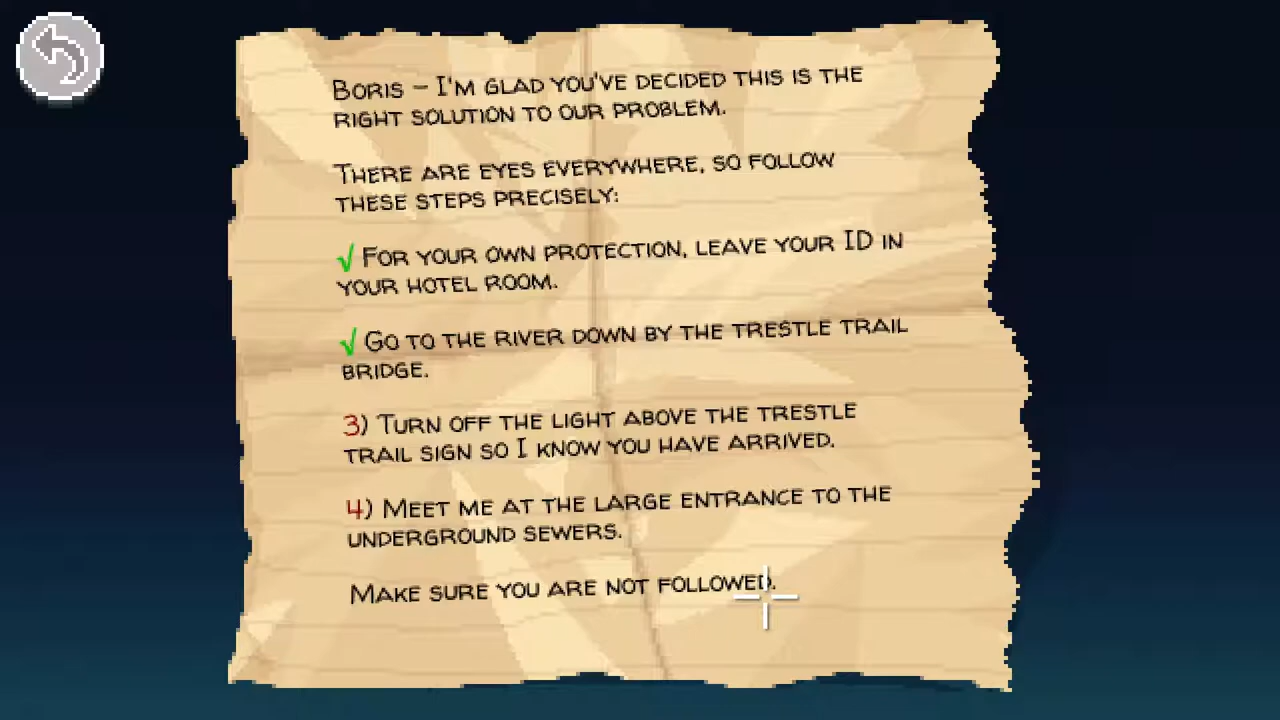 Boris – I'm glad you've decided this is the
right solution to our problem.
There are eyes everywhere, so follow
these steps precisely:
√ For your own protection, leave your ID in
your hotel room.
√ Go to the river down by the trestle trail
bridge.
3) Turn off the light above the trestle
trail sign so I know you have arrived.
4) Meet me at the large entrance to the
underground sewers.
Make sure you are not followed.